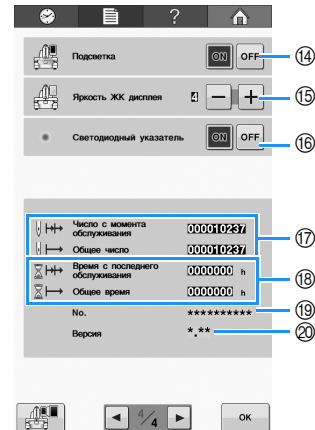 ?
Подсветка ON OFF ⑭
Яркость ЖК дисплея 4 − + ⑮
Светодиодный указатель ON OFF ⑯
Число с момента
обслуживания 000010237
Общее число 000010237 ⑰
Время с последнего
обслуживания 0000000 h
Общее время 0000000 h ⑱
No. ********** ⑲
Версия *.** ⑳
4/4 OK